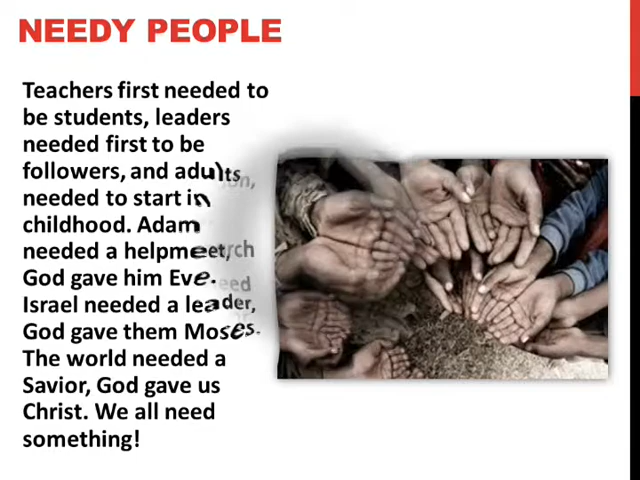 NEEDY PEOPLE
Teachers first needed to
be students, leaders
needed first to be
followers, and adults
needed to start in
childhood. Adam
needed a helpmeet,
God gave him Eve.
Israel needed a leader,
God gave them Moses.
The world needed a
Savior, God gave us
Christ. We all need
something!